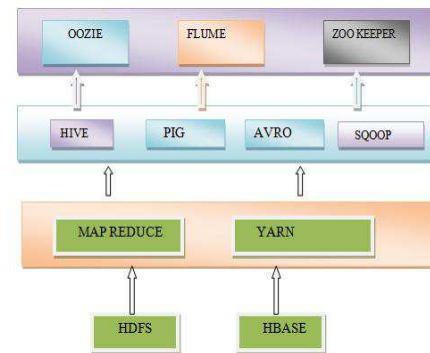 OOZIE
FLUME
ZOO KEEPER
HIVE
PIG
AVRO
SQOOP
MAP REDUCE
YARN
HDFS
HBASE